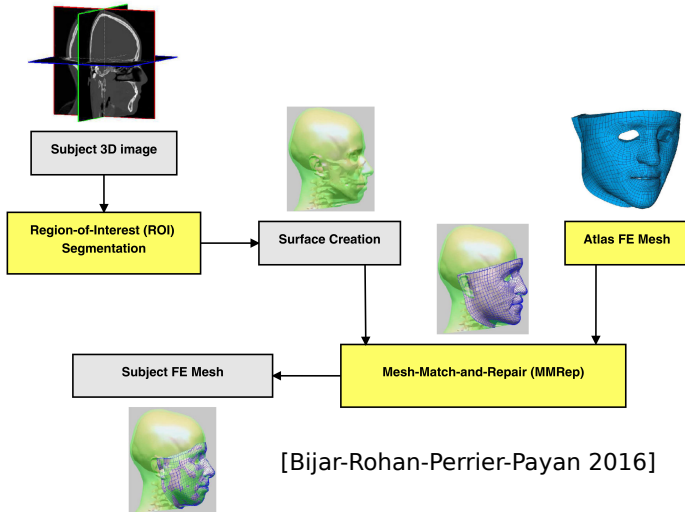 Subject 3D image
Region-of-Interest (ROI)
Segmentation
Surface Creation
Atlas FE Mesh
Subject FE Mesh
Mesh-Match-and-Repair (MMRep)
[Bijar-Rohan-Perrier-Payan 2016]